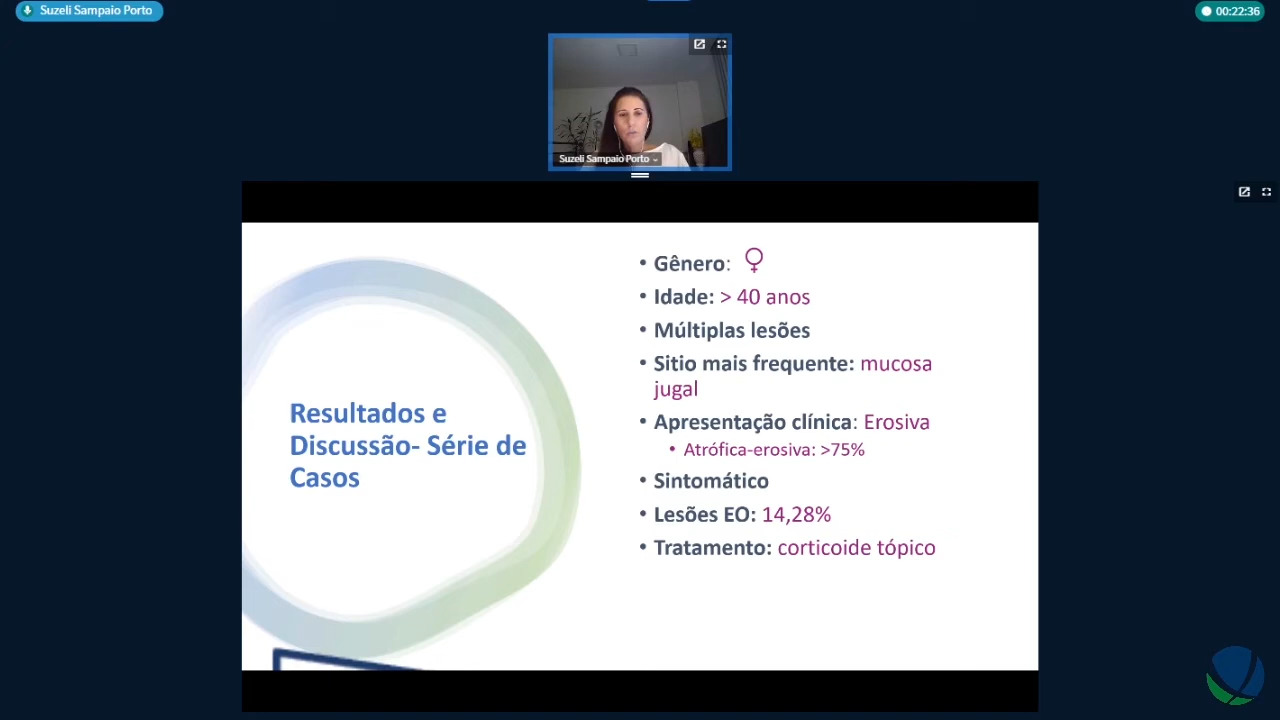 Suzeli Sampaio Porto
00:22:36
Suzeli Sampaio Porto
Resultados e
Discussão- Série de
Casos
• Gênero: ♀
• Idade: > 40 anos
• Múltiplas lesões
• Sitio mais frequente: mucosa
jugal
• Apresentação clínica: Erosiva
• Atrófica-erosiva: >75%
• Sintomático
• Lesões EO: 14,28%
• Tratamento: corticoide tópico